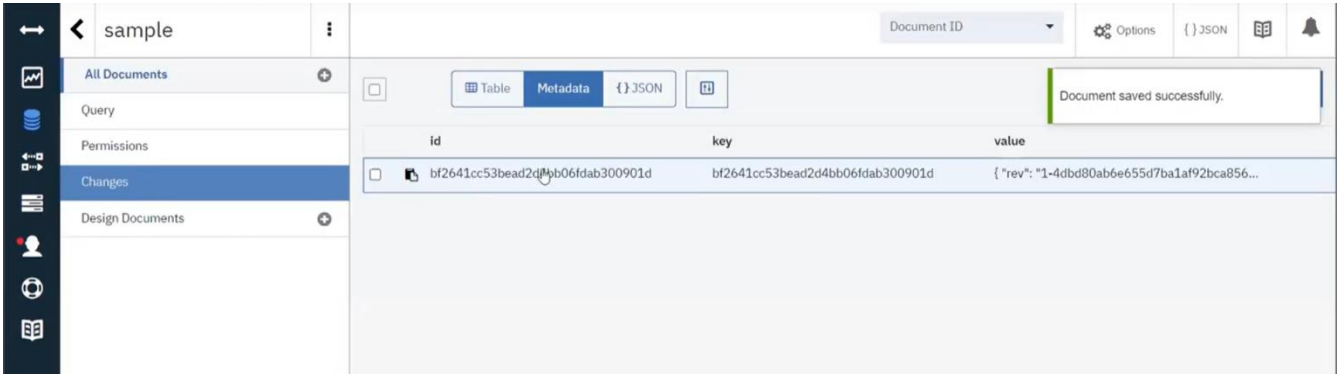 sample
Document ID
Options
{ } JSON
All Documents
Query
Permissions
Changes
Design Documents
Table
Metadata
{ } JSON
Document saved successfully.
id key value
bf2641cc53bead2d4bb06fdab300901d bf2641cc53bead2d4bb06fdab300901d { "rev": "1-4dbd80ab6e655d7ba1af92bca856...